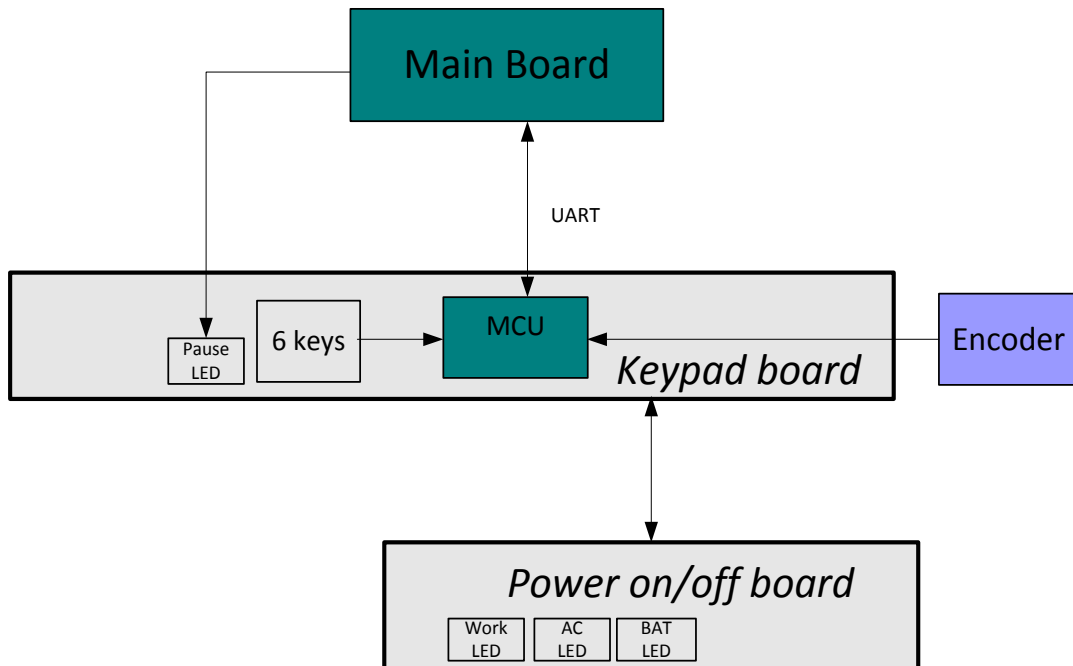 Main Board
UART
MCU
6 keys
Pause
LED
Encoder
Keypad board
Power on/off board
Work
LED
AC
LED
BAT
LED